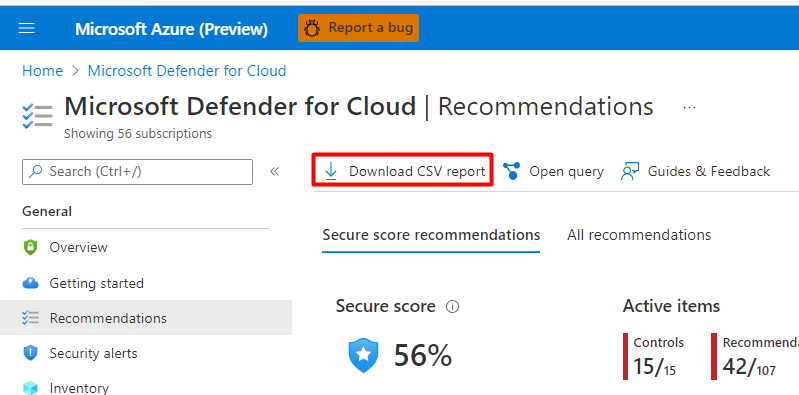 Microsoft Azure (Preview)
Report a bug
Home > Microsoft Defender for Cloud
Microsoft Defender for Cloud | Recommendations ...
Showing 56 subscriptions
Search (Ctrl+/)
«
Download CSV report
Open query
Guides & Feedback
General
Overview
Getting started
Recommendations
Security alerts
Inventory
Secure score recommendations
All recommendations
Secure score
56%
Active items
Controls
15/15
Recommenda
42/107